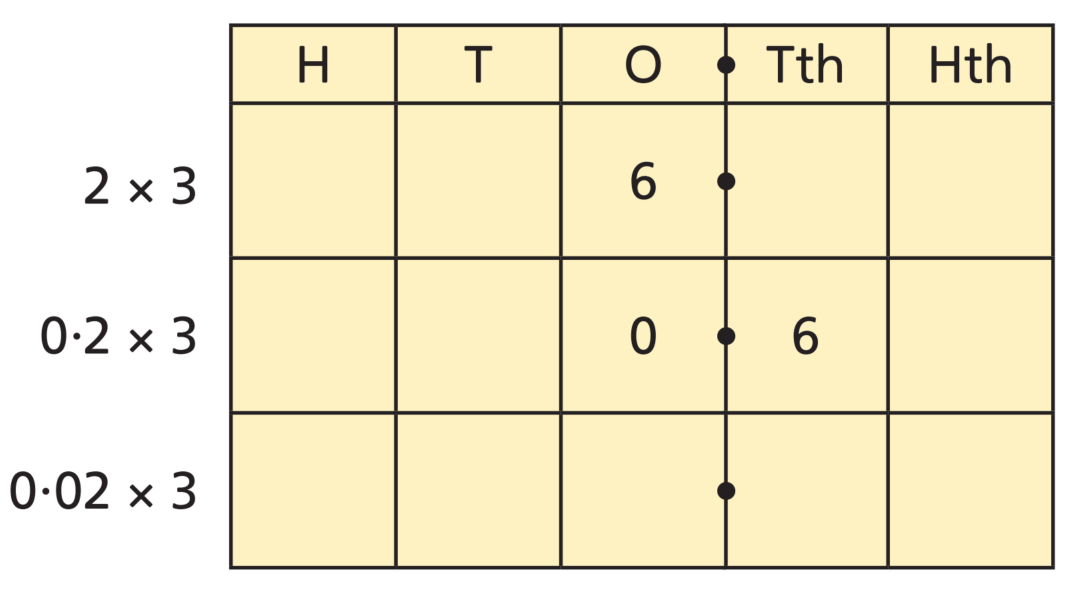 H T O • Tth Hth
2 × 3 6 •
0·2 × 3 0 • 6
0·02 × 3 •